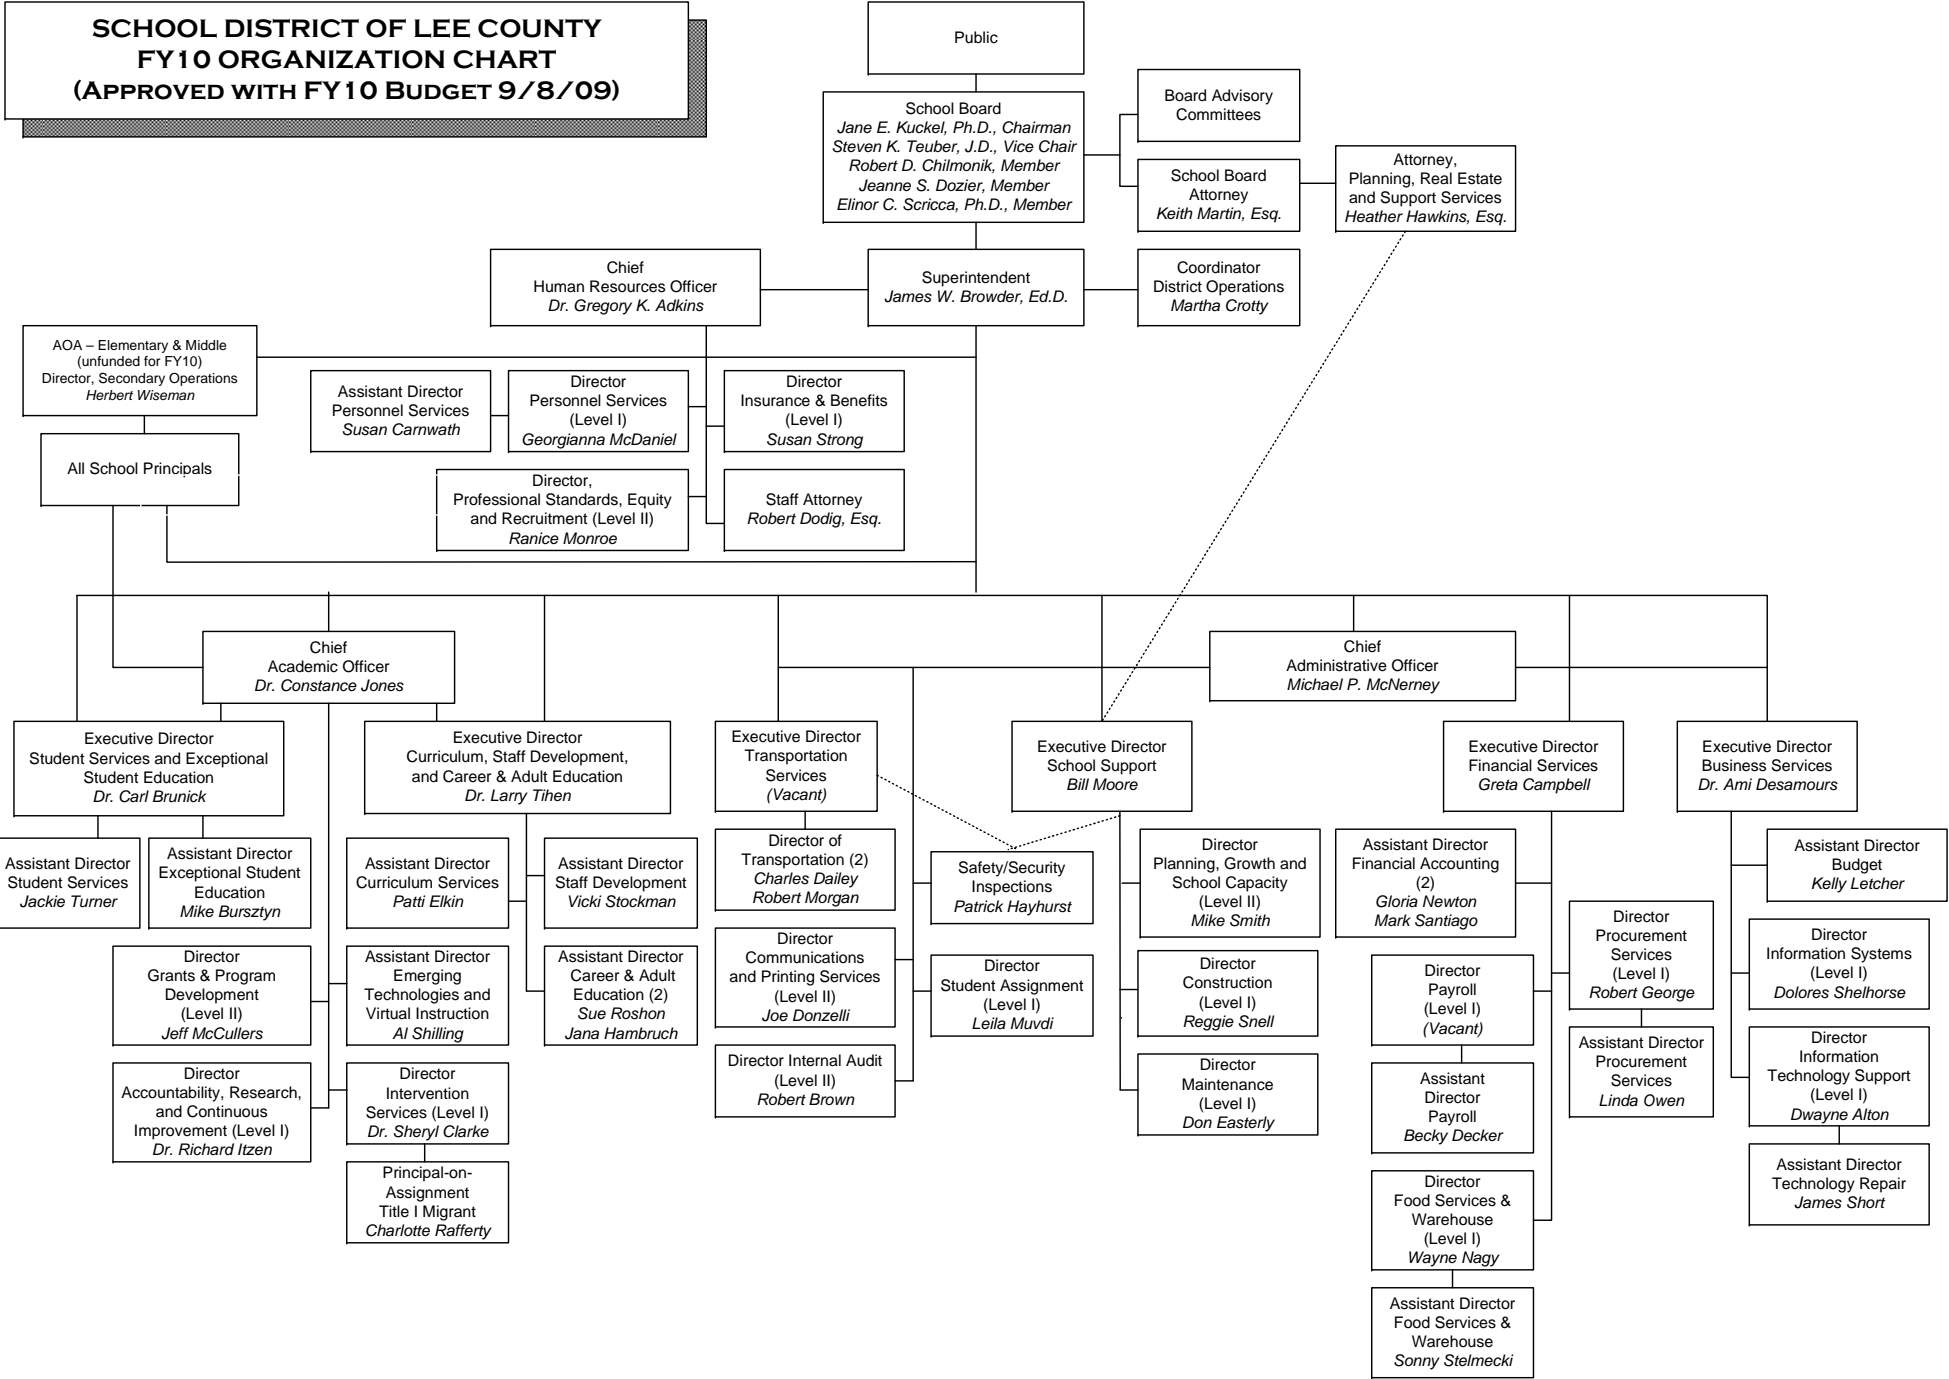 SCHOOL DISTRICT OF LEE COUNTY
FY10 ORGANIZATION CHART
(APPROVED WITH FY10 BUDGET 9/8/09)
Public
School Board
Jane E. Kuckel, Ph.D., Chairman
Steven K. Teuber, J.D., Vice Chair
Robert D. Chilmonik, Member
Jeanne S. Dozier, Member
Elinor C. Scricca, Ph.D., Member
Board Advisory
Committees
School Board
Attorney
Keith Martin, Esq.
Attorney,
Planning, Real Estate
and Support Services
Heather Hawkins, Esq.
Chief
Human Resources Officer
Dr. Gregory K. Adkins
Superintendent
James W. Browder, Ed.D.
Coordinator
District Operations
Martha Crotty
AOA – Elementary & Middle
(unfunded for FY10)
Director, Secondary Operations
Herbert Wiseman
All School Principals
Assistant Director
Personnel Services
Susan Carnwath
Director
Personnel Services
(Level I)
Georgianna McDaniel
Director
Insurance & Benefits
(Level I)
Susan Strong
Director,
Professional Standards, Equity
and Recruitment (Level II)
Ranice Monroe
Staff Attorney
Robert Dodig, Esq.
Chief
Academic Officer
Dr. Constance Jones
Chief
Administrative Officer
Michael P. McNerney
Executive Director
Student Services and Exceptional
Student Education
Dr. Carl Brunick
Executive Director
Curriculum, Staff Development,
and Career & Adult Education
Dr. Larry Tihen
Executive Director
Transportation
Services
(Vacant)
Executive Director
School Support
Bill Moore
Executive Director
Financial Services
Greta Campbell
Executive Director
Business Services
Dr. Ami Desamours
Assistant Director
Student Services
Jackie Turner
Assistant Director
Exceptional Student
Education
Mike Bursztyn
Assistant Director
Curriculum Services
Patti Elkin
Assistant Director
Staff Development
Vicki Stockman
Director of
Transportation (2)
Charles Dailey
Robert Morgan
Safety/Security
Inspections
Patrick Hayhurst
Director
Planning, Growth and
School Capacity
(Level II)
Mike Smith
Assistant Director
Financial Accounting
(2)
Gloria Newton
Mark Santiago
Director
Procurement
Services
(Level I)
Robert George
Assistant Director
Budget
Kelly Letcher
Director
Grants & Program
Development
(Level II)
Jeff McCullers
Assistant Director
Emerging
Technologies and
Virtual Instruction
Al Shilling
Assistant Director
Career & Adult
Education (2)
Sue Roshon
Jana Hambruch
Director
Communications
and Printing Services
(Level II)
Joe Donzelli
Director
Student Assignment
(Level I)
Leila Muvdi
Director
Construction
(Level I)
Reggie Snell
Director
Payroll
(Level I)
(Vacant)
Director
Information Systems
(Level I)
Dolores Shelhorse
Director
Accountability, Research,
and Continuous
Improvement (Level I)
Dr. Richard Itzen
Director
Intervention
Services (Level I)
Dr. Sheryl Clarke
Director Internal Audit
(Level II)
Robert Brown
Director
Maintenance
(Level I)
Don Easterly
Assistant
Director
Payroll
Becky Decker
Assistant Director
Procurement
Services
Linda Owen
Director
Information
Technology Support
(Level I)
Dwayne Alton
Principal-on-
Assignment
Title I Migrant
Charlotte Rafferty
Director
Food Services &
Warehouse
(Level I)
Wayne Nagy
Assistant Director
Technology Repair
James Short
Assistant Director
Food Services &
Warehouse
Sonny Stelmecki